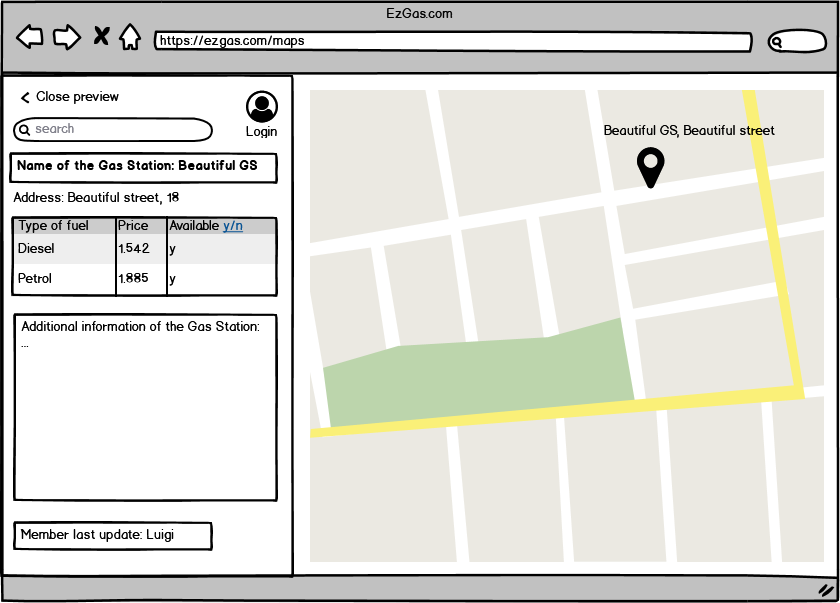 EzGas.com
https://ezgas.com/maps
Close preview
search
Login
Name of the Gas Station: Beautiful GS
Address: Beautiful street, 18
Type of fuel Price Available y/n
Diesel 1.542 y
Petrol 1.885 y
Additional information of the Gas Station:
...
Member last update: Luigi
Beautiful GS, Beautiful street